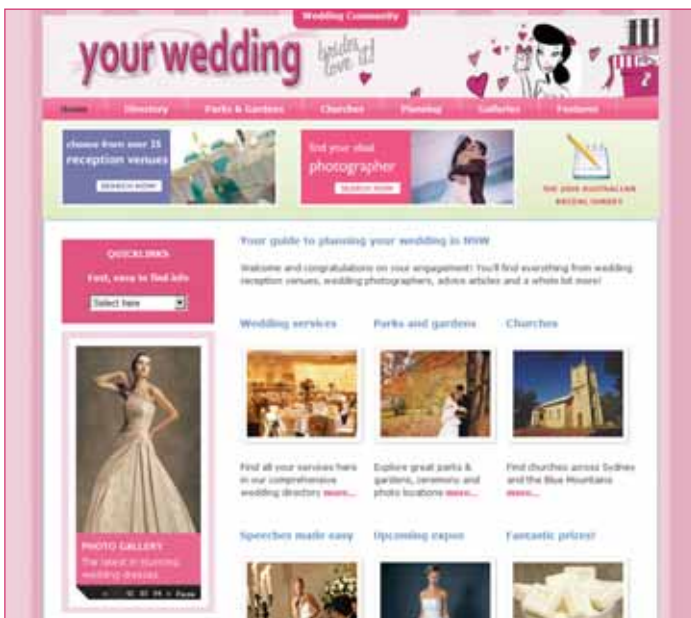 Wedding Community
your wedding
brides love it!
Home Directory Parks & Gardens Churches Planning Galleries Features
choose from over 25
reception venues
SEARCH NOW
find your ideal
photographer
SEARCH NOW
BRIDAL SURVEY
QUICKLINKS
Fast, easy to find info
Select here
PHOTO GALLERY
The latest in stunning
wedding dresses
Pause
Your guide to planning your wedding in NSW
Welcome and congratulations on your engagement! You'll find everything from wedding
reception venues, wedding photographers, advice articles and a whole lot more!
Wedding services
Find all your services here
in our comprehensive
wedding directory more...
Parks and gardens
Explore great parks &
gardens, ceremony and
photo locations more...
Churches
Find churches across Sydney
and the Blue Mountains
more...
Speeches made easy
Upcoming expos
Fantastic prizes!